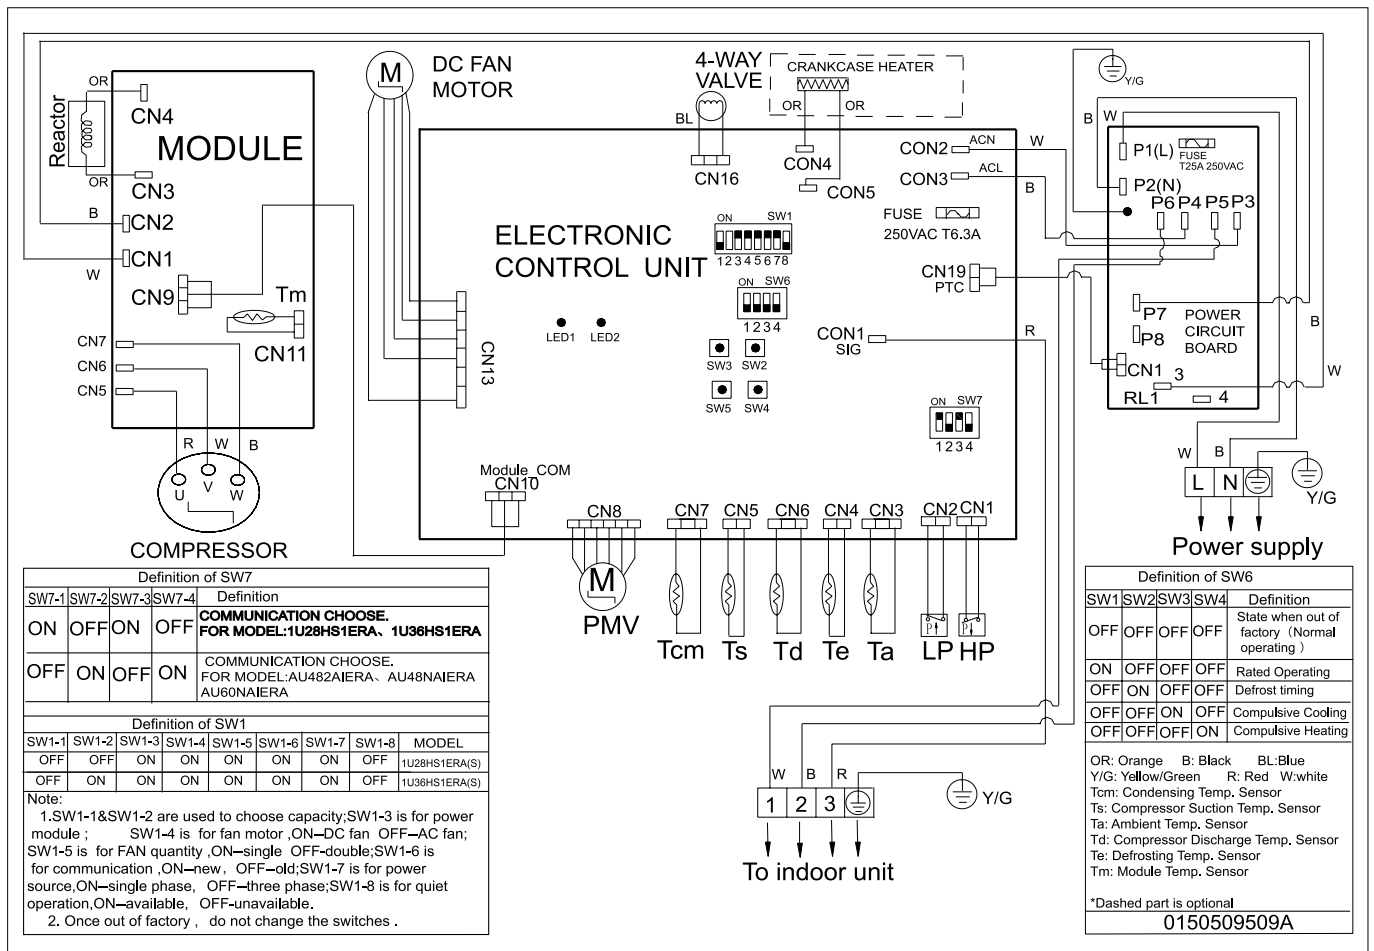 OR
Reactor
OR
CN4
MODULE
CN3
B
CN2
CN1
W
CN9
Tm
CN11
CN7
CN6
CN5
R W B
U V W
COMPRESSOR
M
DC FAN
MOTOR
4-WAY
VALVE
BL
CN16
CRANKCASE HEATER
OR OR
CON4
CON5
CON2 ACN W
CON3 ACL B
FUSE
250VAC T6.3A
ELECTRONIC
CONTROL UNIT
ON SW1
12345678
ON SW6
1234
LED1 LED2
SW3 SW2
SW5 SW4
CN19
PTC
CON1
SIG
R
ON SW7
1234
CN13
Module_COM
CN10
CN8
M
PMV
CN7 CN5 CN6 CN4 CN3 CN2 CN1
P P
Tcm Ts Td Te Ta LP HP
Y/G
B W
P1(L)
FUSE
T25A 250VAC
P2(N)
P6 P4 P5 P3
P7
P8
POWER
CIRCUIT
BOARD
CN1
3
RL1
4
B
W
W B
L N
Y/G
Power supply
W B R
1 2 3
Y/G
To indoor unit
Definition of SW7
SW7-1 SW7-2 SW7-3 SW7-4 Definition
ON OFF ON OFF COMMUNICATION CHOOSE.
FOR MODEL:1U28HS1ERA、1U36HS1ERA
OFF ON OFF ON COMMUNICATION CHOOSE.
FOR MODEL:AU482AIERA、AU48NAIERA
AU60NAIERA
Definition of SW1
SW1-1 SW1-2 SW1-3 SW1-4 SW1-5 SW1-6 SW1-7 SW1-8 MODEL
OFF OFF ON ON ON ON ON OFF 1U28HS1ERA(S)
OFF ON ON ON ON ON ON OFF 1U36HS1ERA(S)
Note:
1.SW1-1&SW1-2 are used to choose capacity;SW1-3 is for power
module ; SW1-4 is for fan motor ,ON—DC fan OFF—AC fan;
SW1-5 is for FAN quantity ,ON—single OFF-double;SW1-6 is
for communication ,ON—new, OFF—old;SW1-7 is for power
source,ON—single phase, OFF—three phase;SW1-8 is for quiet
operation,ON—available, OFF-unavailable.
2. Once out of factory , do not change the switches .
Definition of SW6
SW1 SW2 SW3 SW4 Definition
OFF OFF OFF OFF State when out of
factory (Normal
operating )
ON OFF OFF OFF Rated Operating
OFF ON OFF OFF Defrost timing
OFF OFF ON OFF Compulsive Cooling
OFF OFF OFF ON Compulsive Heating
OR: Orange B: Black BL:Blue
Y/G: Yellow/Green R: Red W:white
Tcm: Condensing Temp. Sensor
Ts: Compressor Suction Temp. Sensor
Ta: Ambient Temp. Sensor
Td: Compressor Discharge Temp. Sensor
Te: Defrosting Temp. Sensor
Tm: Module Temp. Sensor
*Dashed part is optional
0150509509A